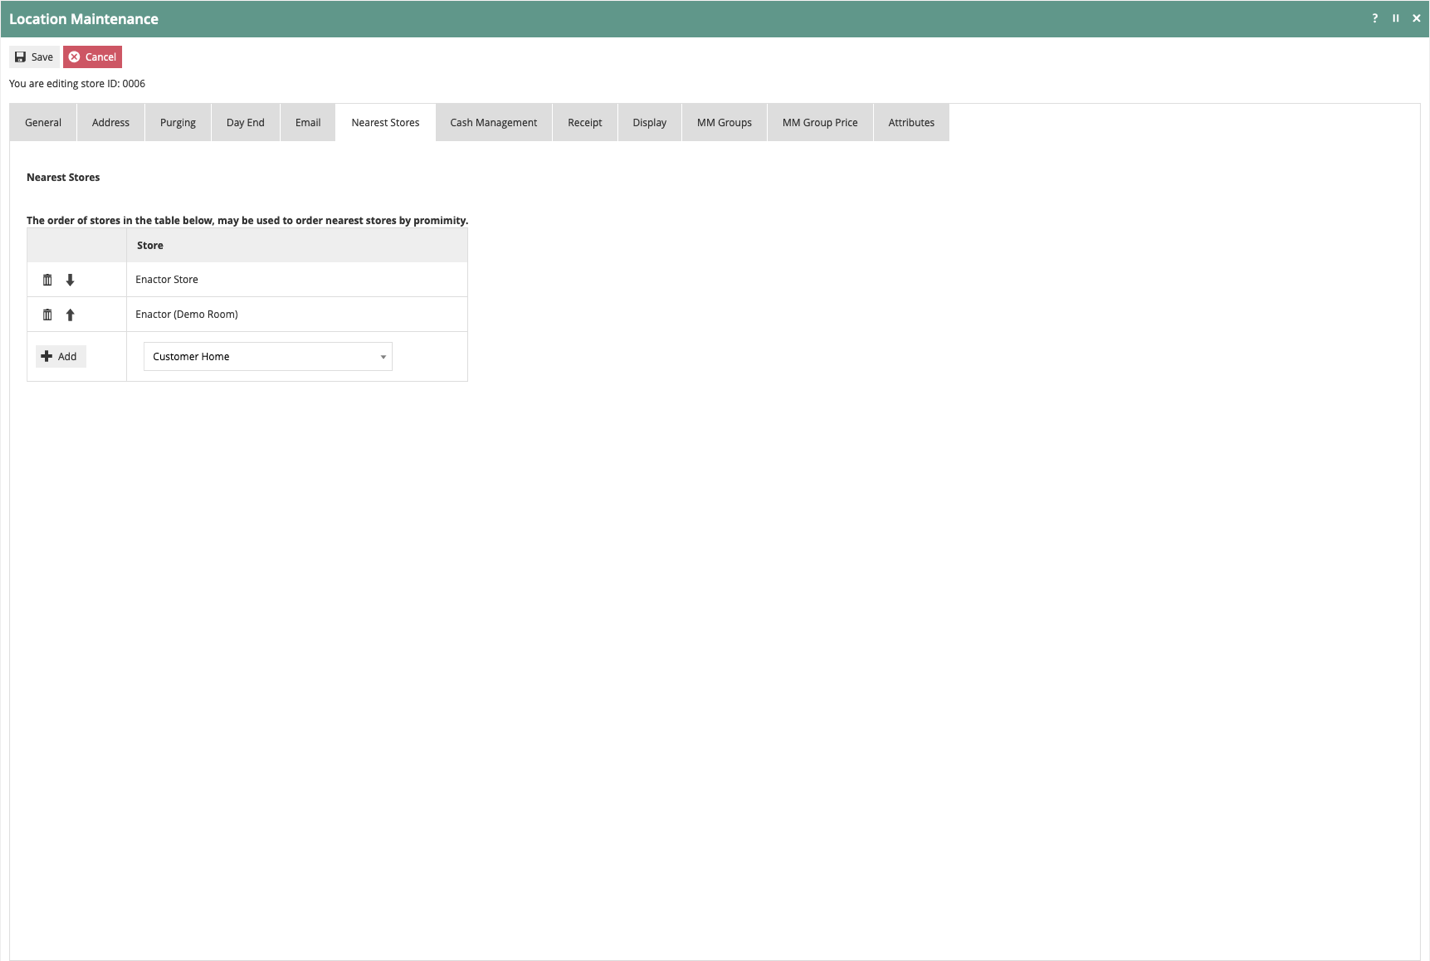 Location Maintenance
?
Save Cancel
You are editing store ID: 0006
General Address Purging Day End Email Nearest Stores Cash Management Receipt Display MM Groups MM Group Price Attributes
Nearest Stores
The order of stores in the table below, may be used to order nearest stores by promimity.
Store
Enactor Store
Enactor (Demo Room)
Add Customer Home